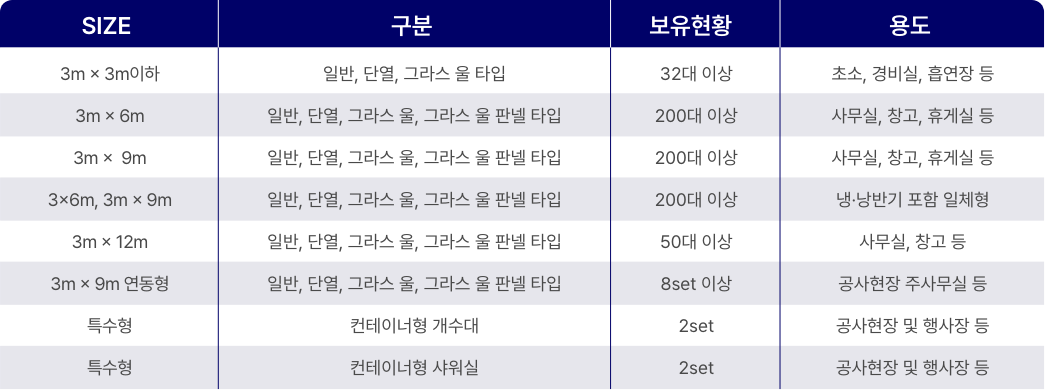 SIZE 구분 보유현황 용도
3m × 3m이하 일반, 단열, 그라스 울 타입 32대 이상 초소, 경비실, 흡연장 등
3m × 6m 일반, 단열, 그라스 울, 그라스 울 판넬 타입 200대 이상 사무실, 창고, 휴게실 등
3m × 9m 일반, 단열, 그라스 울, 그라스 울 판넬 타입 200대 이상 사무실, 창고, 휴게실 등
3×6m, 3m × 9m 일반, 단열, 그라스 울, 그라스 울 판넬 타입 200대 이상 냉·낭반기 포함 일체형
3m × 12m 일반, 단열, 그라스 울, 그라스 울 판넬 타입 50대 이상 사무실, 창고 등
3m × 9m 연동형 일반, 단열, 그라스 울, 그라스 울 판넬 타입 8set 이상 공사현장 주사무실 등
특수형 컨테이너형 개수대 2set 공사현장 및 행사장 등
특수형 컨테이너형 샤워실 2set 공사현장 및 행사장 등